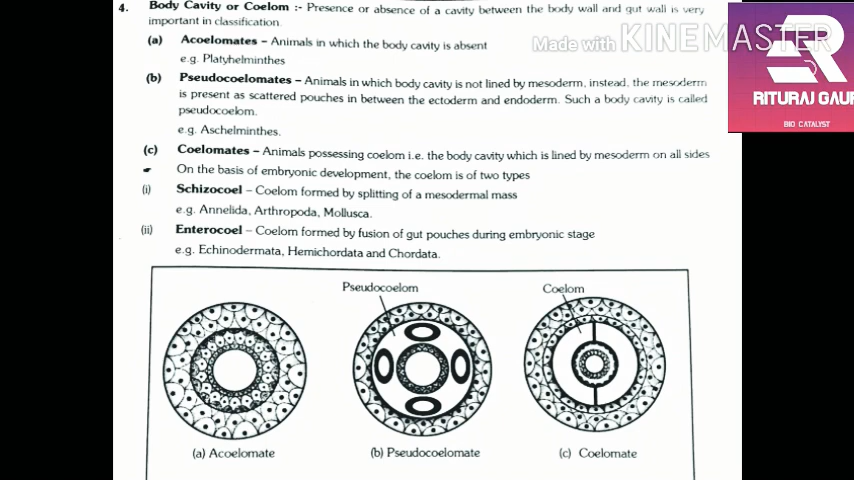 4. Body Cavity or Coelom :- Presence or absence of a cavity between the body wall and gut wall is very
important in classification.
(a) Acoelomates – Animals in which the body cavity is absent
e.g. Platyhelminthes
(b) Pseudocoelomates – Animals in which body cavity is not lined by mesoderm, instead, the mesoderm
is present as scattered pouches in between the ectoderm and endoderm. Such a body cavity is called
pseudocoelom.
e.g. Aschelminthes.
(c) Coelomates – Animals possessing coelom i.e. the body cavity which is lined by mesoderm on all sides
On the basis of embryonic development, the coelom is of two types
(i) Schizocoel – Coelom formed by splitting of a mesodermal mass
e.g. Annelida, Arthropoda, Mollusca.
(ii) Enterocoel – Coelom formed by fusion of gut pouches during embryonic stage
e.g. Echinodermata, Hemichordata and Chordata.
Pseudocoelom
Coelom
(a) Acoelomate
(b) Pseudocoelomate
(c) Coelomate
Made with KINEMASTER
RITURAJ GAUR
BIO CATALYST